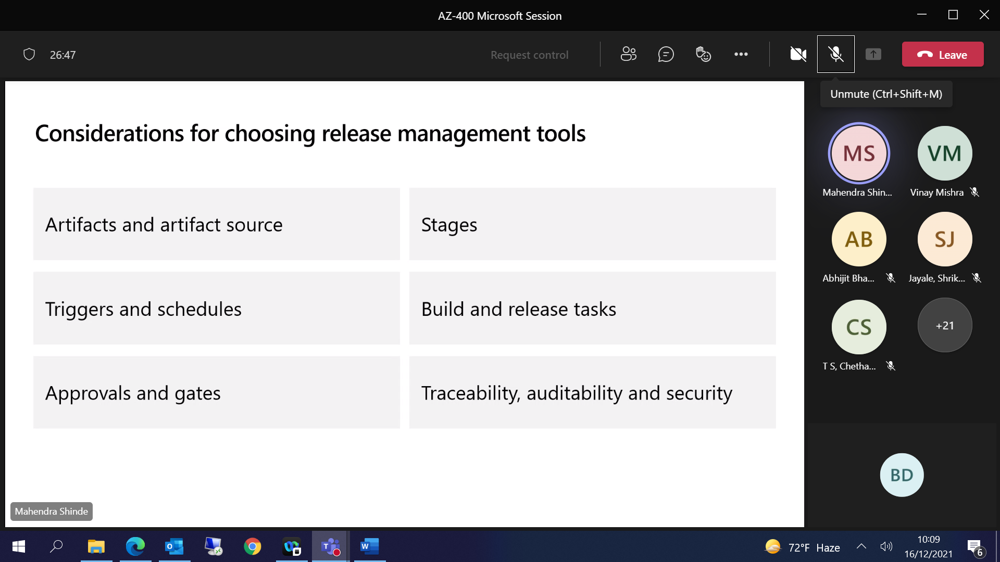 AZ-400 Microsoft Session
26:47
Request control
Leave
Unmute (Ctrl+Shift+M)
Considerations for choosing release management tools
Artifacts and artifact source
Stages
Triggers and schedules
Build and release tasks
Approvals and gates
Traceability, auditability and security
Mahendra Shinde
MS
VM
Mahendra Shin...
Vinay Mishra
AB
SJ
Abhijit Bha...
Jayale, Shrik...
CS
+21
T S, Chetha...
BD
O
T
W
72°F Haze
10:09
16/12/2021
6